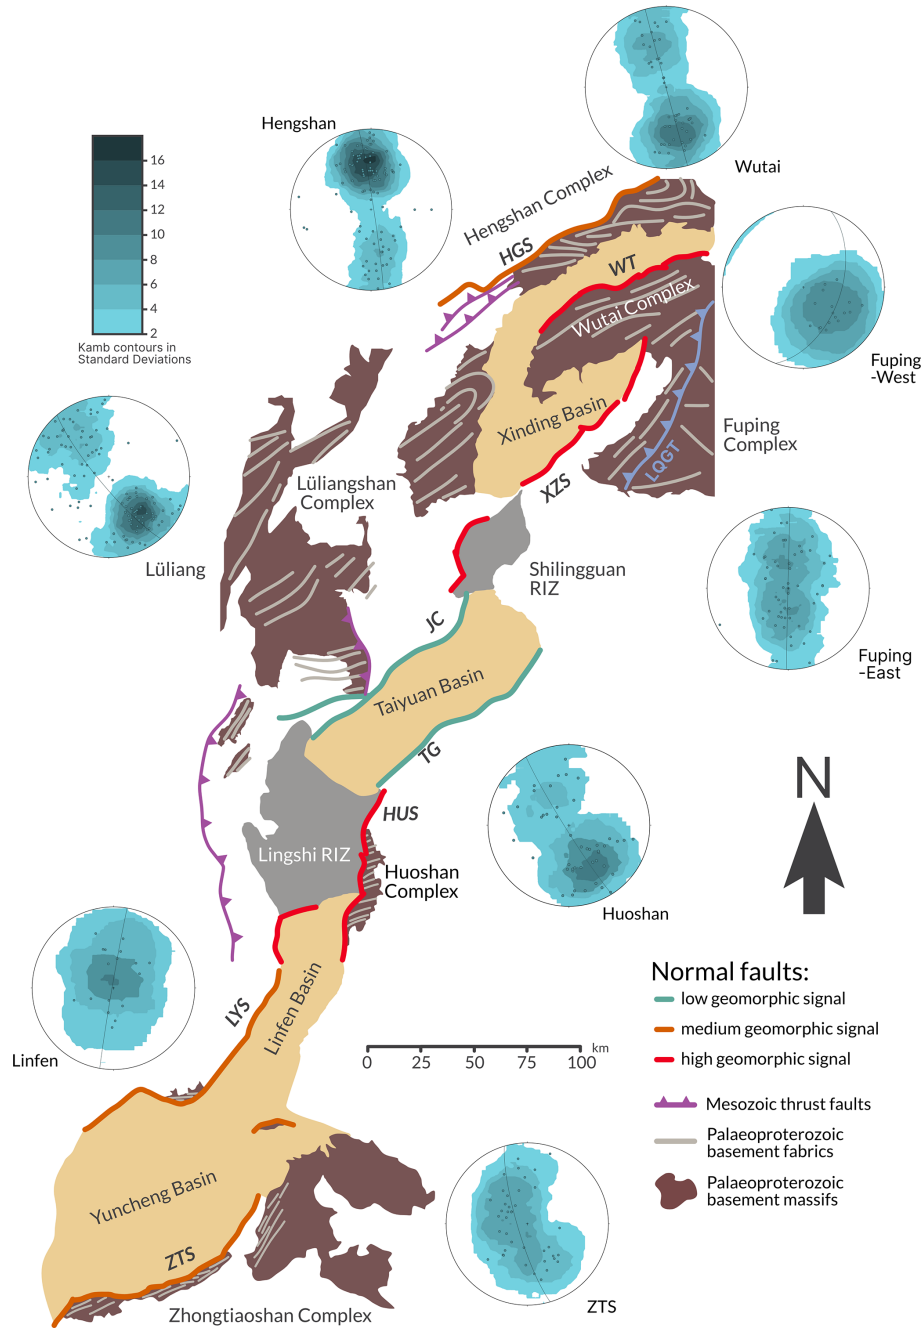 Wutai
Hengshan
16
14
12
10
8
6
4
2
Kamb contours in
Standard Deviations
Hengshan Complex
HGS
WT
Wutai Complex
Fuping
-West
Xinding Basin
Fuping
Complex
LQGT
XZS
Lüliangshan
Complex
Lüliang
Shilingguan
RIZ
JC
Fuping
-East
Taiyuan Basin
TG
N
HUS
Lingshi RIZ
Huoshan
Complex
Huoshan
Linfen
LYS
Linfen Basin
Normal faults:
low geomorphic signal
medium geomorphic signal
high geomorphic signal
0 25 50 75 100 km
Mesozoic thrust faults
Palaeoproterozoic
basement fabrics
Palaeoproterozoic
basement massifs
Yuncheng Basin
ZTS
Zhongtiaoshan Complex
ZTS